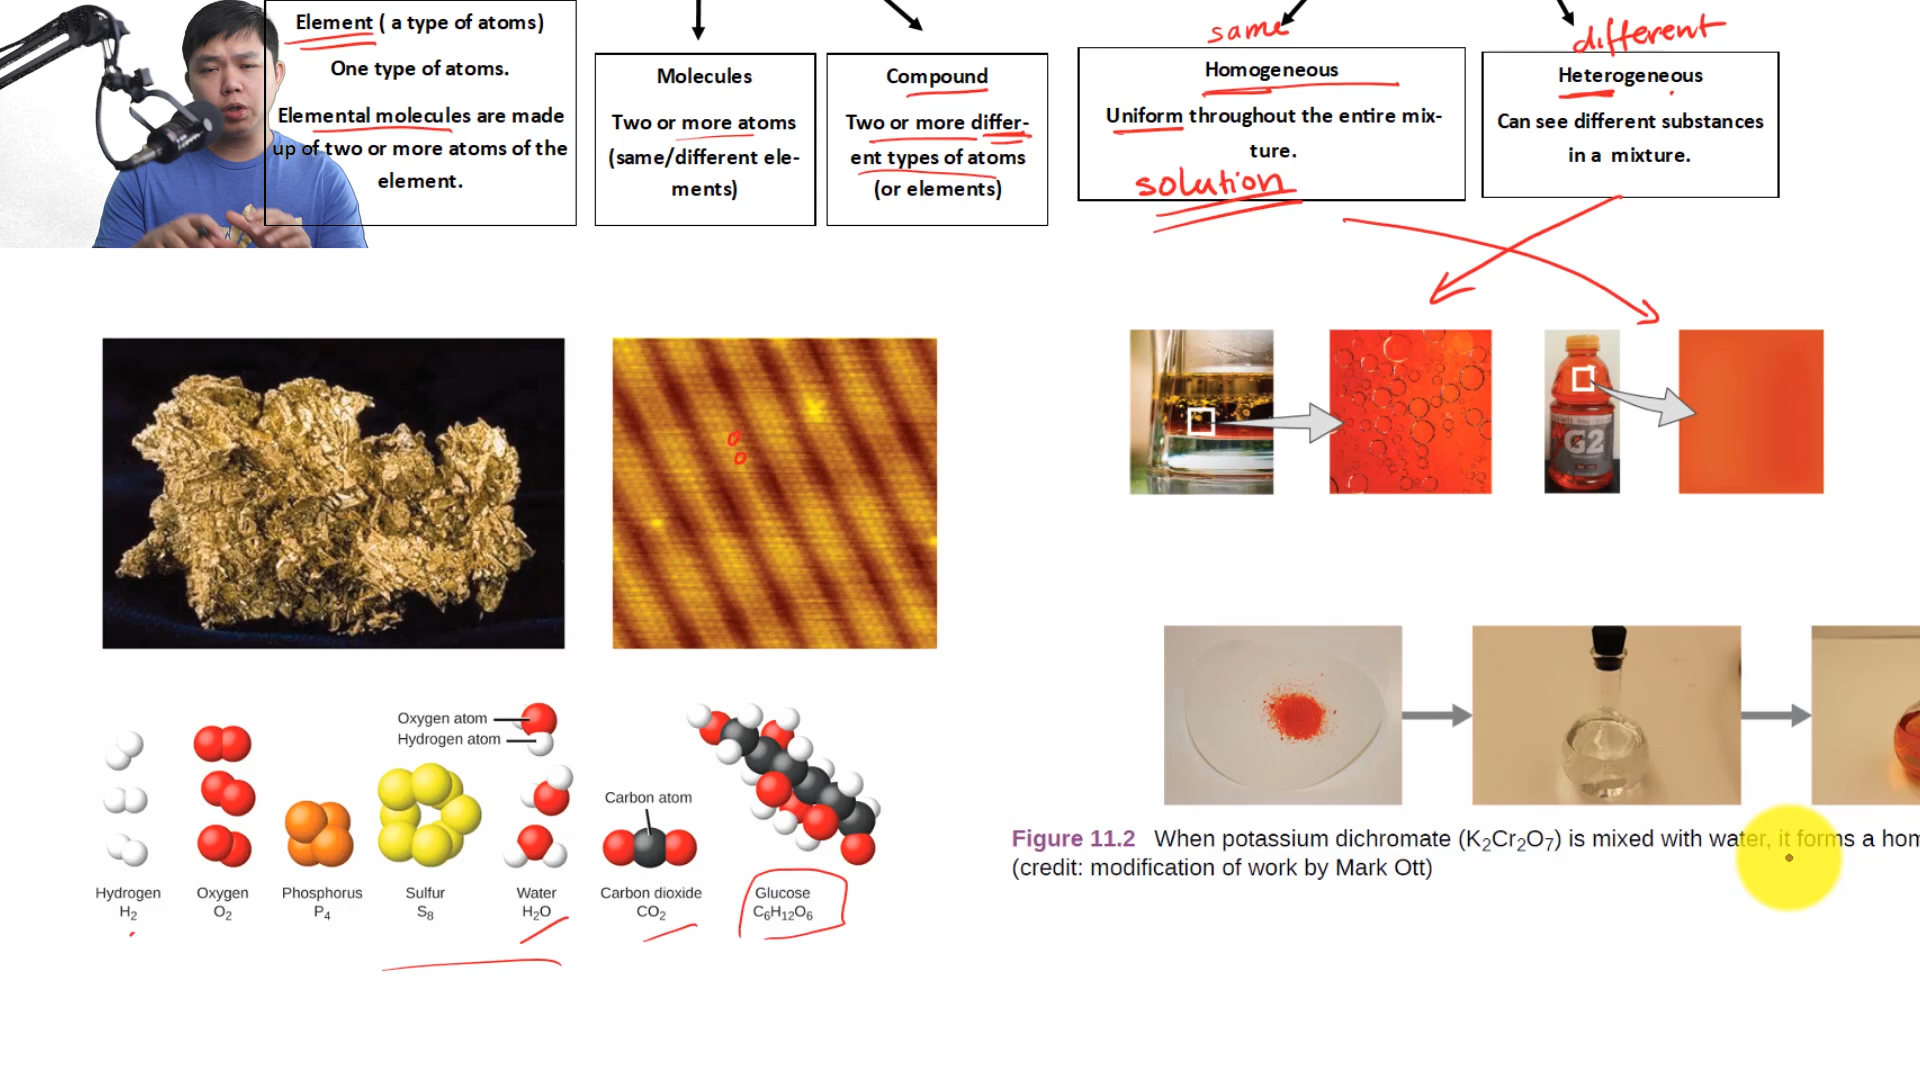 Element ( a type of atoms)
One type of atoms.
Elemental molecules are made
up of two or more atoms of the
element.
Molecules
Two or more atoms
(same/different ele-
ments)
Compound
Two or more differ-
ent types of atoms
(or elements)
same
Homogeneous
Uniform throughout the entire mix-
ture.
solution
different
Heterogeneous
Can see different substances
in a mixture.
G2
Oxygen atom
Hydrogen atom
Carbon atom
Hydrogen
H2
Oxygen
O2
Phosphorus
P4
Sulfur
S8
Water
H2O
Carbon dioxide
CO2
Glucose
C6H12O6
Figure 11.2 When potassium dichromate (K2Cr2O7) is mixed with water, it forms a hom
(credit: modification of work by Mark Ott)